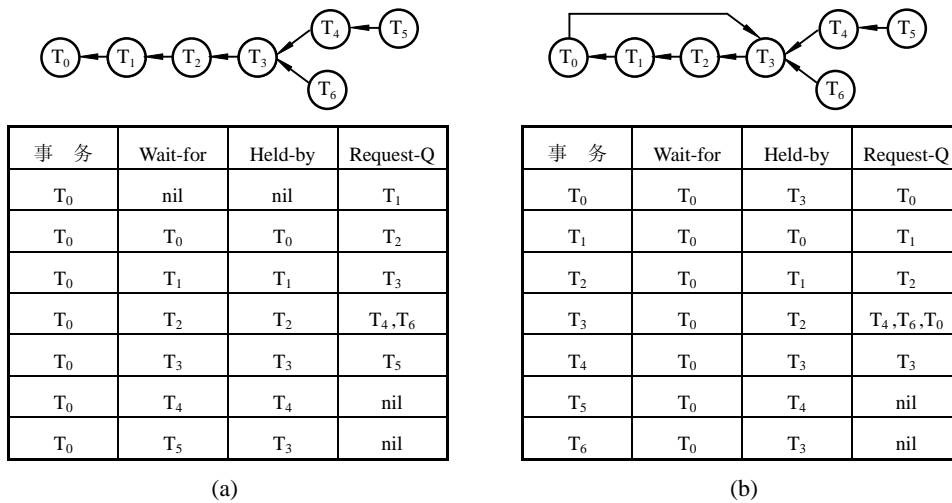 T₀ T₁ T₂ T₃ T₄ T₅ T₆
事 务 Wait-for Held-by Request-Q
T₀ nil nil T₁
T₀ T₀ T₀ T₂
T₀ T₁ T₁ T₃
T₀ T₂ T₂ T₄,T₆
T₀ T₃ T₃ T₅
T₀ T₄ T₄ nil
T₀ T₅ T₃ nil
(a)
T₀ T₁ T₂ T₃ T₄ T₅ T₆
事 务 Wait-for Held-by Request-Q
T₀ T₀ T₃ T₀
T₁ T₀ T₀ T₁
T₂ T₀ T₁ T₂
T₃ T₀ T₂ T₄,T₆,T₀
T₄ T₀ T₃ T₃
T₅ T₀ T₄ nil
T₆ T₀ T₃ nil
(b)